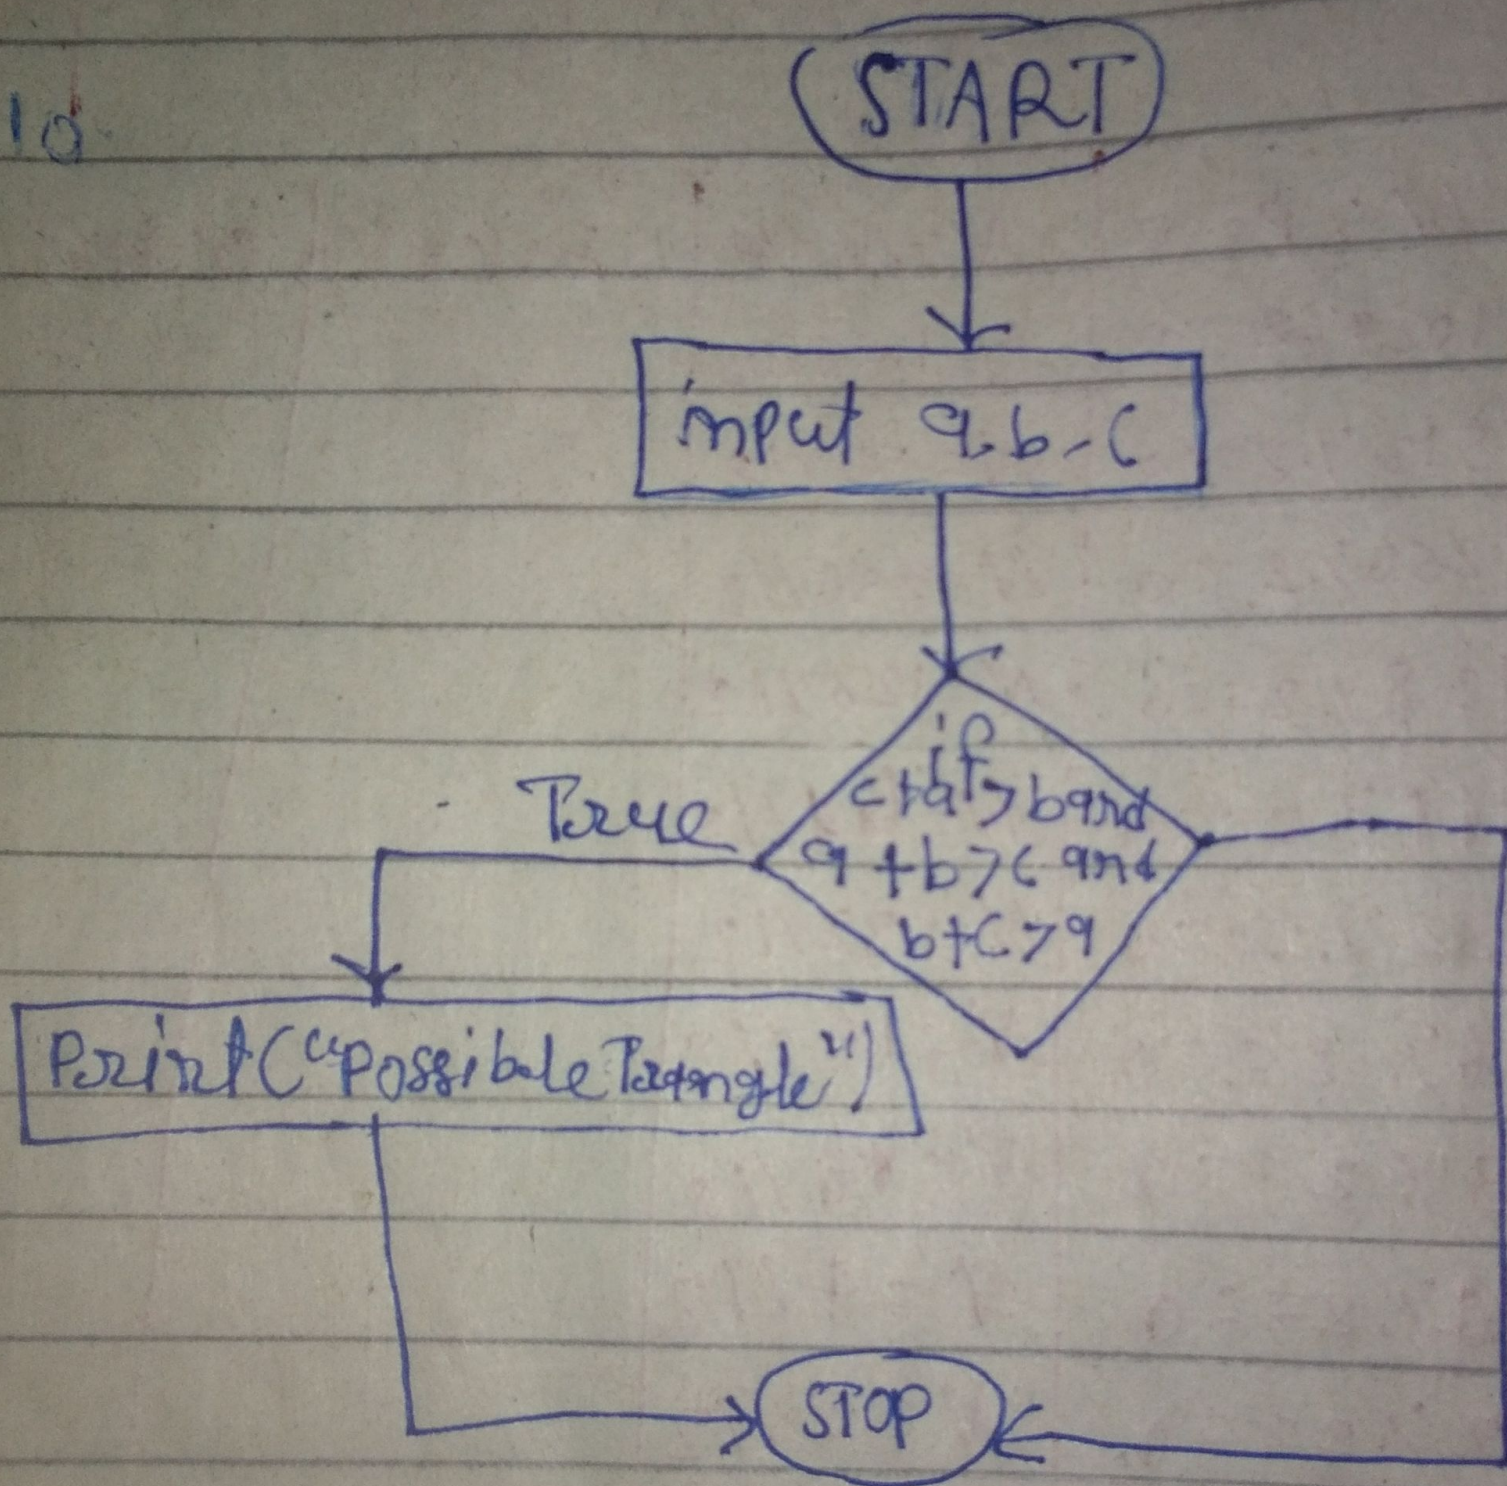 10
START
input a, b, c
if
c+a>b and
a+b>c and
b+c>a
True
Print("Possible Triangle")
STOP